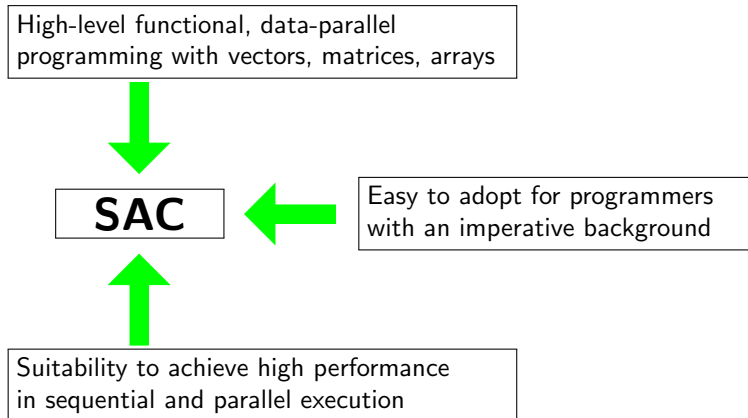 High-level functional, data-parallel
programming with vectors, matrices, arrays
SAC
Easy to adopt for programmers
with an imperative background
Suitability to achieve high performance
in sequential and parallel execution